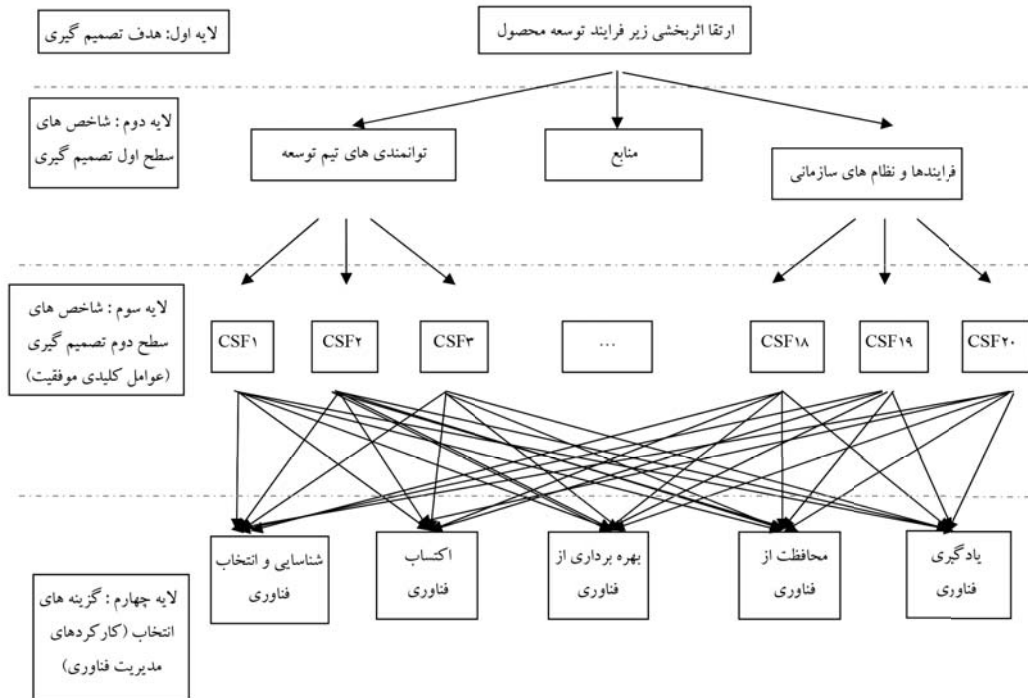 لایه اول: هدف تصمیم گیری
ارتقا اثربخشی زیر فرایند توسعه محصول
لایه دوم : شاخص های
سطح اول تصمیم گیری
فرایندها و نظام های سازمانی
منابع
توانمندی های تیم توسعه
لایه سوم : شاخص های
سطح دوم تصمیم گیری
(عوامل کلیدی موفقیت)
CSF۱
CSF۲
CSF۳
...
CSF۱۸
CSF۱۹
CSF۲۰
لایه چهارم : گزینه های
انتخاب (کارکردهای
مدیریت فناوری)
یادگیری
فناوری
محافظت از
فناوری
بهره برداری از
فناوری
اکتساب
فناوری
شناسایی و انتخاب
فناوری